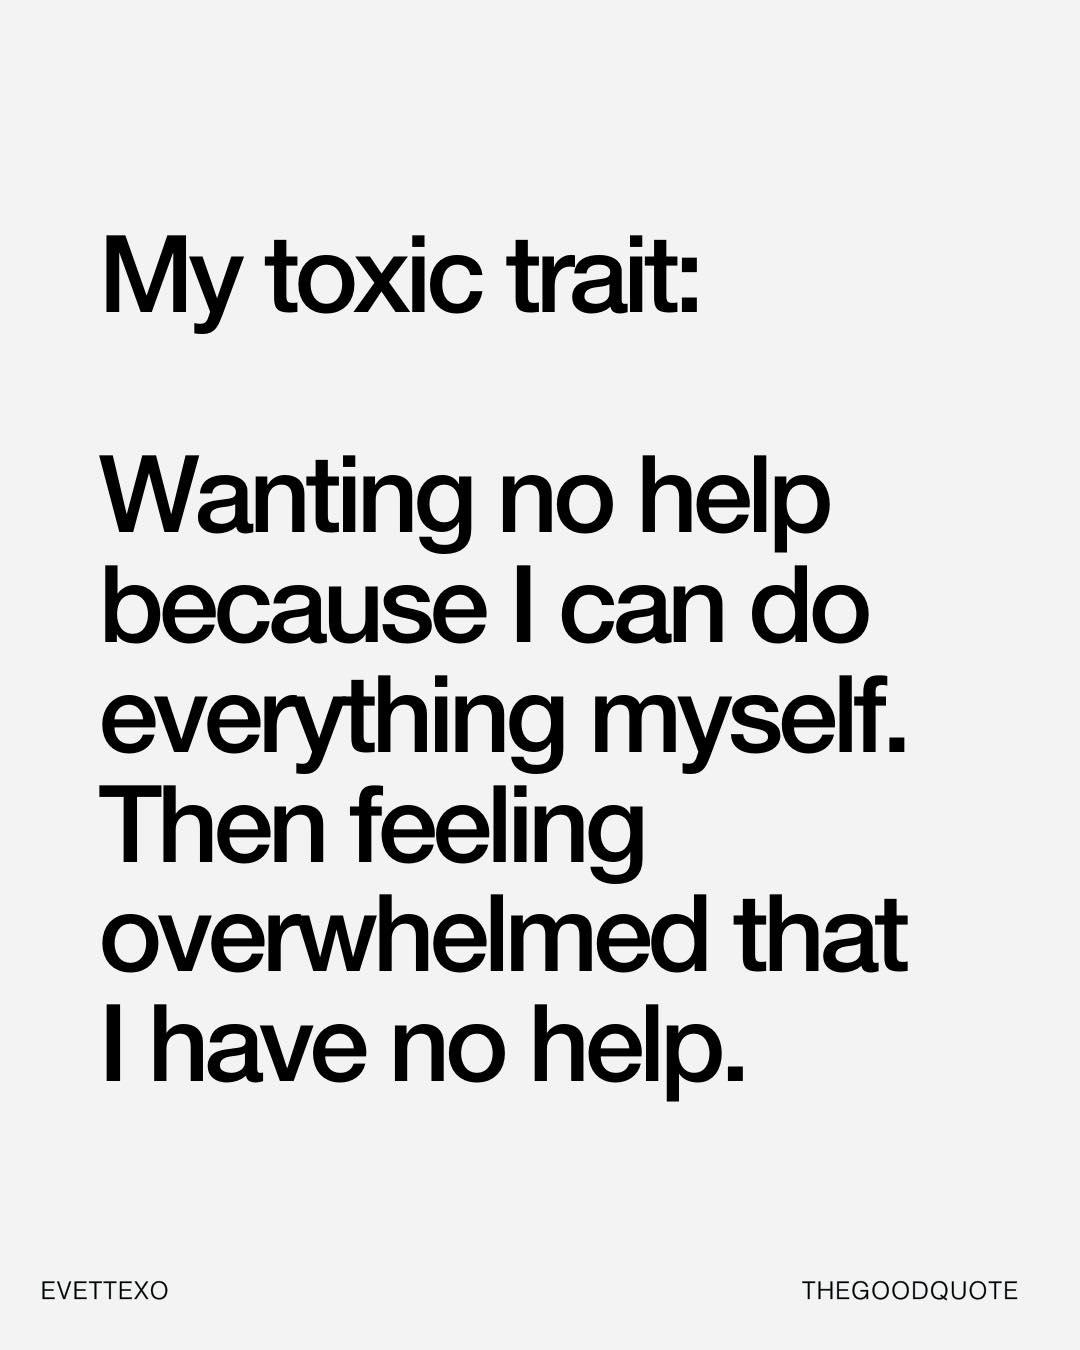 My toxic trait:
Wanting no help
because I can do
everything myself.
Then feeling
overwhelmed that
I have no help.
EVETTEXO
THEGOODQUOTE